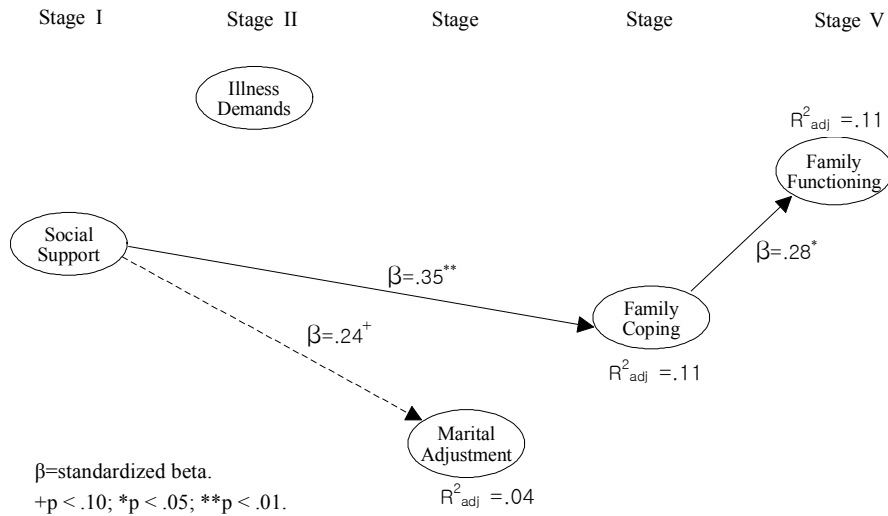 Stage I Stage II Stage Stage Stage V
Illness
Demands
R²adj =.11
Family
Functioning
Social
Support
β=.35**
β=.28*
Family
Coping
β=.24+
R²adj =.11
Marital
Adjustment
β=standardized beta.
+p < .10; *p < .05; **p < .01.
R²adj =.04